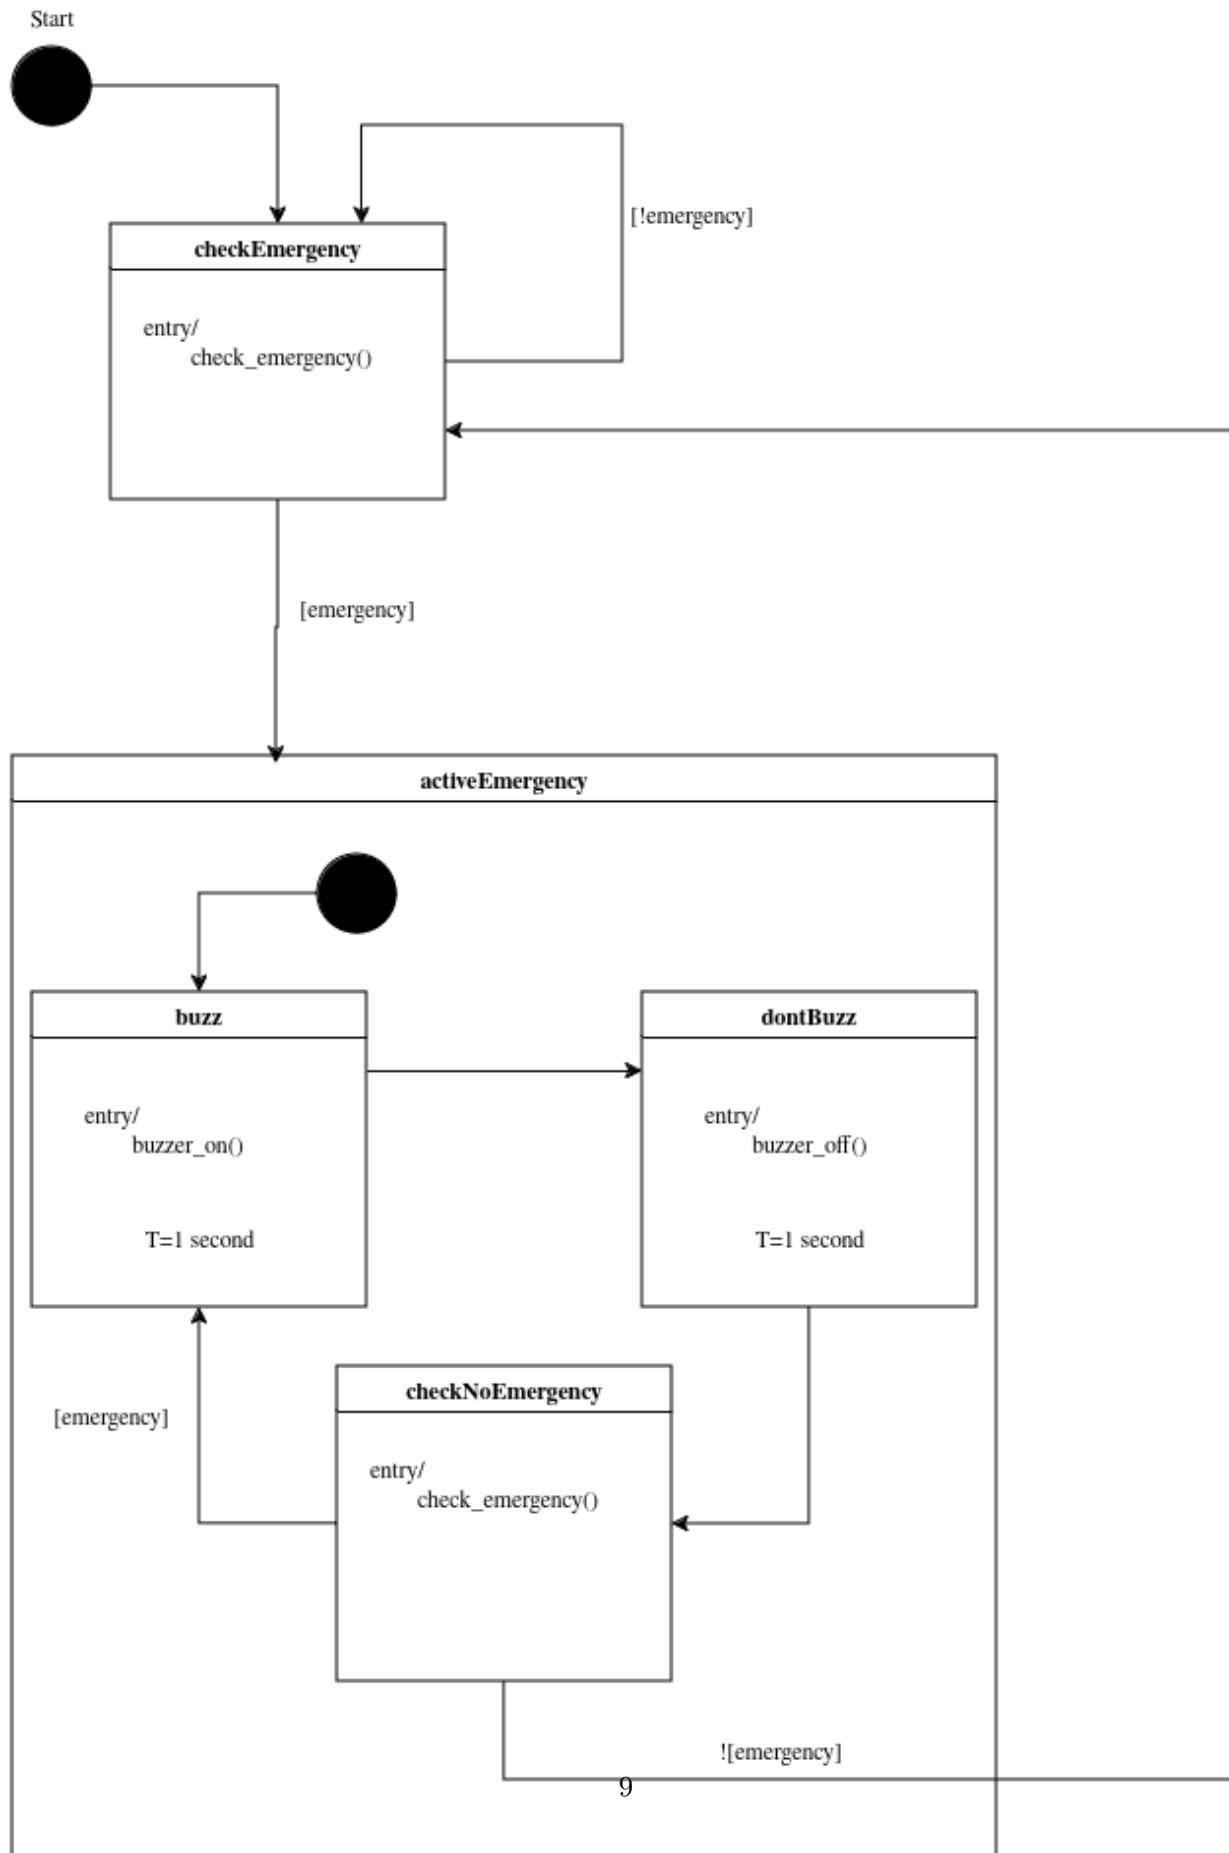 Start
[!emergency]
checkEmergency
entry/
check_emergency()
[emergency]
activeEmergency
buzz
entry/
buzzer_on()
T=1 second
dontBuzz
entry/
buzzer_off()
T=1 second
[emergency]
checkNoEmergency
entry/
check_emergency()
![emergency]
9